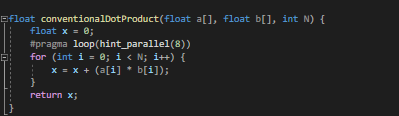 float conventionalDotProduct(float a[], float b[], int N) {
    float x = 0;
    #pragma loop(hint_parallel(8))
    for (int i = 0; i < N; i++) {
        x = x + (a[i] * b[i]);
    }
    return x;
}